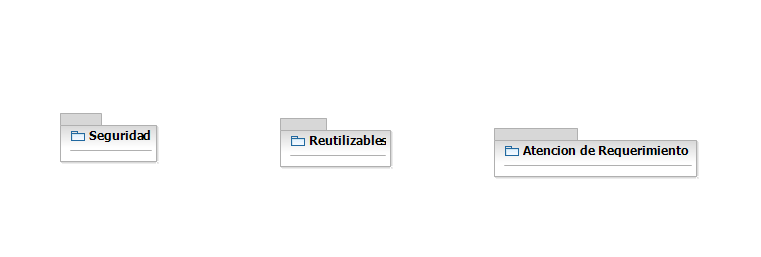 Seguridad
Reutilizables
Atencion de Requerimiento